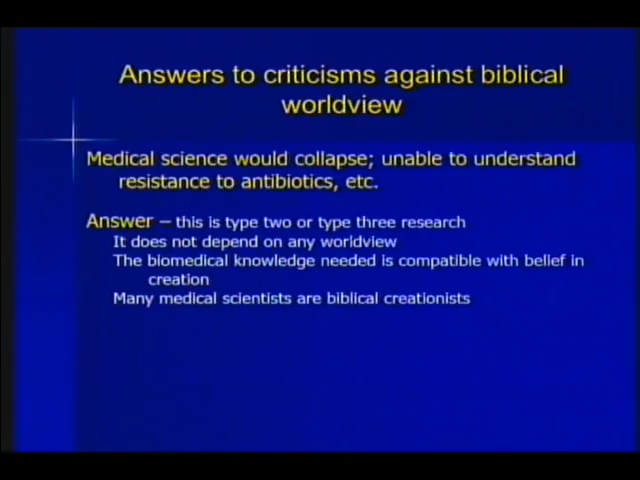 Answers to criticisms against biblical
worldview
Medical science would collapse; unable to understand
resistance to antibiotics, etc.
Answer – this is type two or type three research
It does not depend on any worldview
The biomedical knowledge needed is compatible with belief in
creation
Many medical scientists are biblical creationists